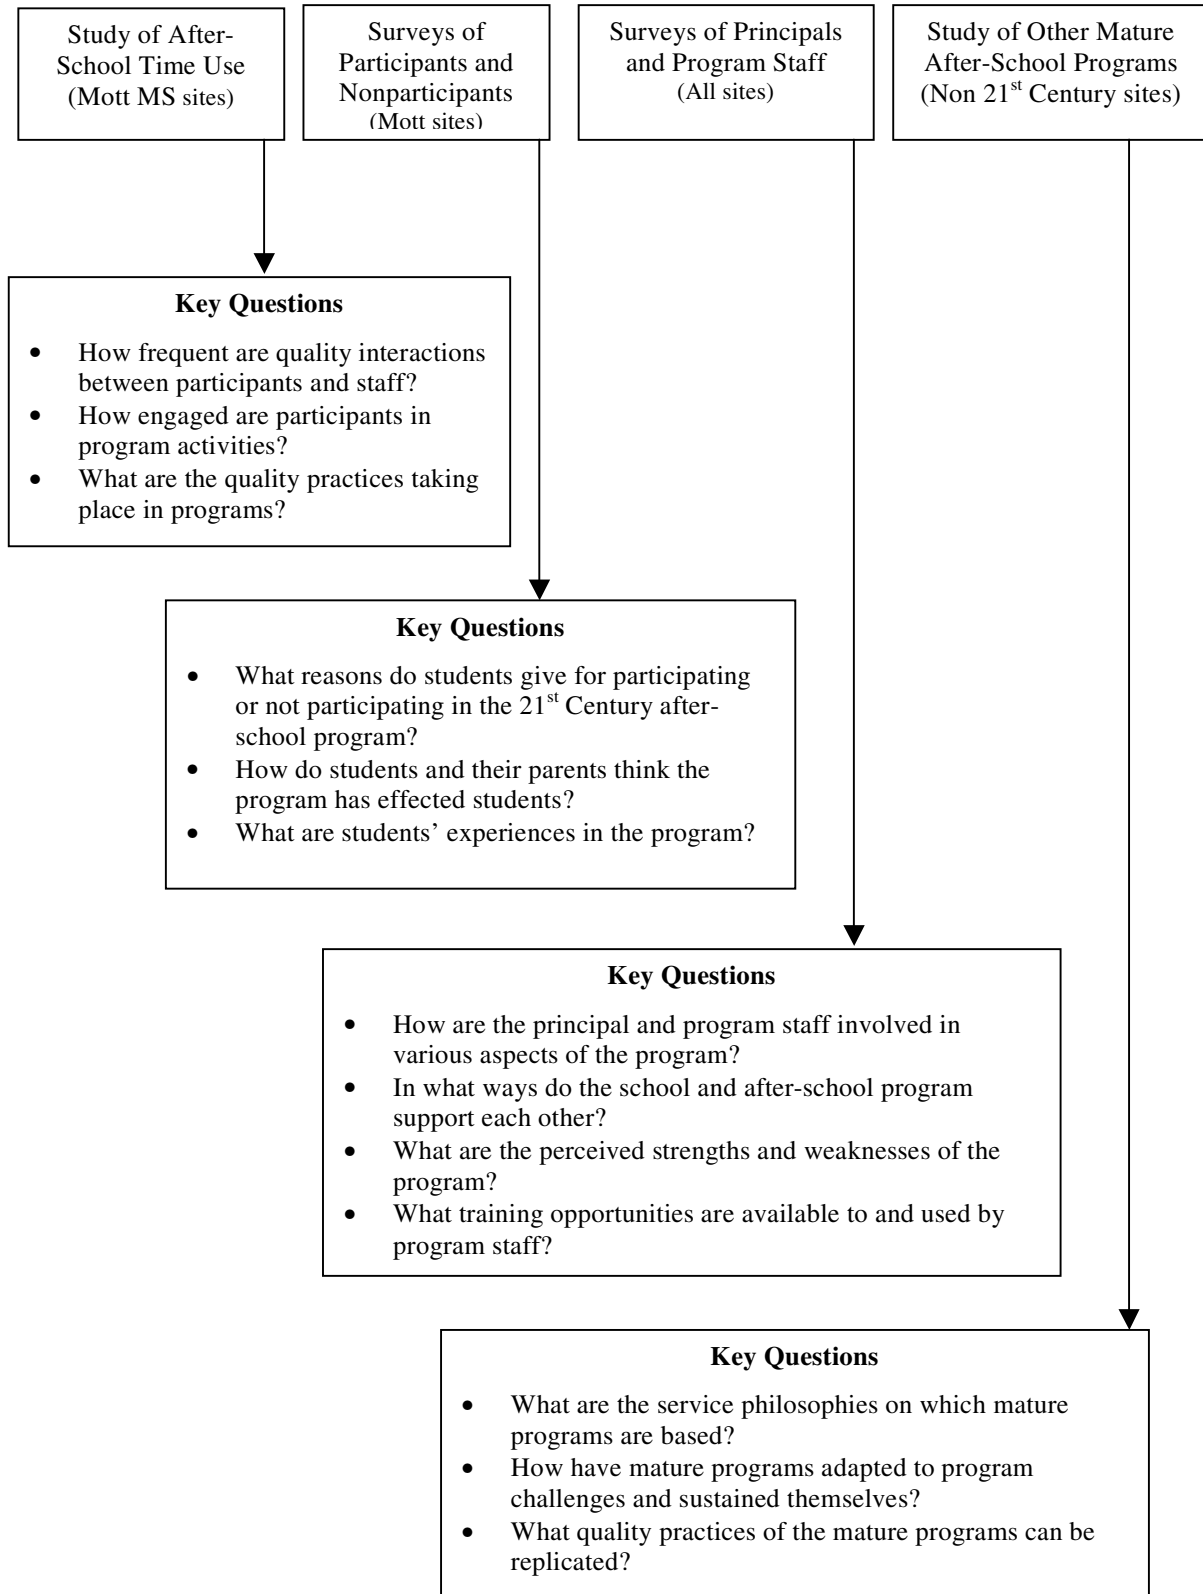 Study of After-
School Time Use
(Mott MS sites)
Surveys of
Participants and
Nonparticipants
(Mott sites)
Surveys of Principals
and Program Staff
(All sites)
Study of Other Mature
After-School Programs
(Non 21st Century sites)
Key Questions
• How frequent are quality interactions
between participants and staff?
• How engaged are participants in
program activities?
• What are the quality practices taking
place in programs?
Key Questions
• What reasons do students give for participating
or not participating in the 21st Century after-
school program?
• How do students and their parents think the
program has effected students?
• What are students’ experiences in the program?
Key Questions
• How are the principal and program staff involved in
various aspects of the program?
• In what ways do the school and after-school program
support each other?
• What are the perceived strengths and weaknesses of the
program?
• What training opportunities are available to and used by
program staff?
Key Questions
• What are the service philosophies on which mature
programs are based?
• How have mature programs adapted to program
challenges and sustained themselves?
• What quality practices of the mature programs can be
replicated?